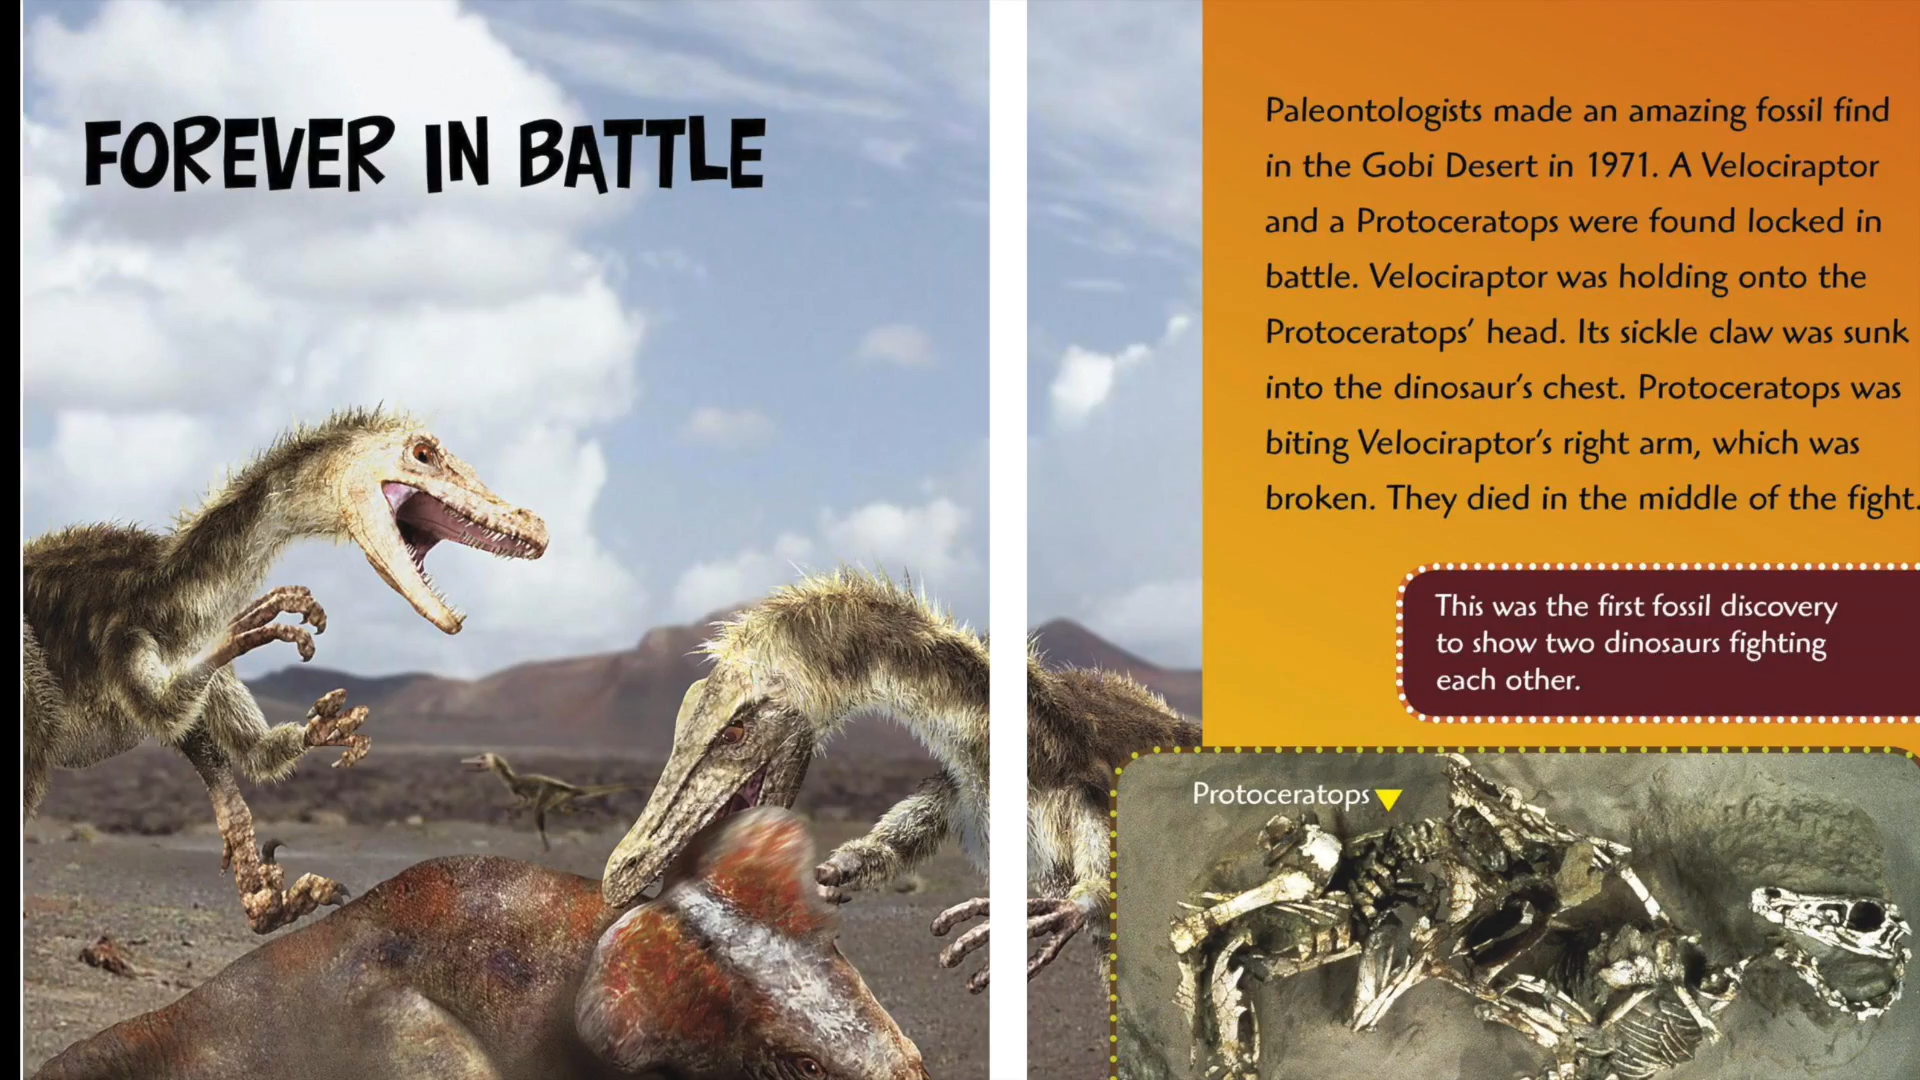 FOREVER IN BATTLE
Paleontologists made an amazing fossil find
in the Gobi Desert in 1971. A Velociraptor
and a Protoceratops were found locked in
battle. Velociraptor was holding onto the
Protoceratops’ head. Its sickle claw was sunk
into the dinosaur’s chest. Protoceratops was
biting Velociraptor’s right arm, which was
broken. They died in the middle of the fight.
This was the first fossil discovery
to show two dinosaurs fighting
each other.
Protoceratops